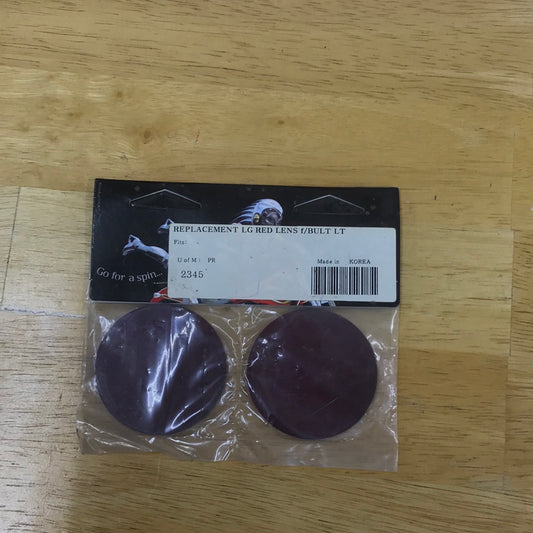 REPLACEMENT LG RED LENS f/BULT LT
Fits:
U of M : PR
Made in KOREA
2345
Go for a spin...